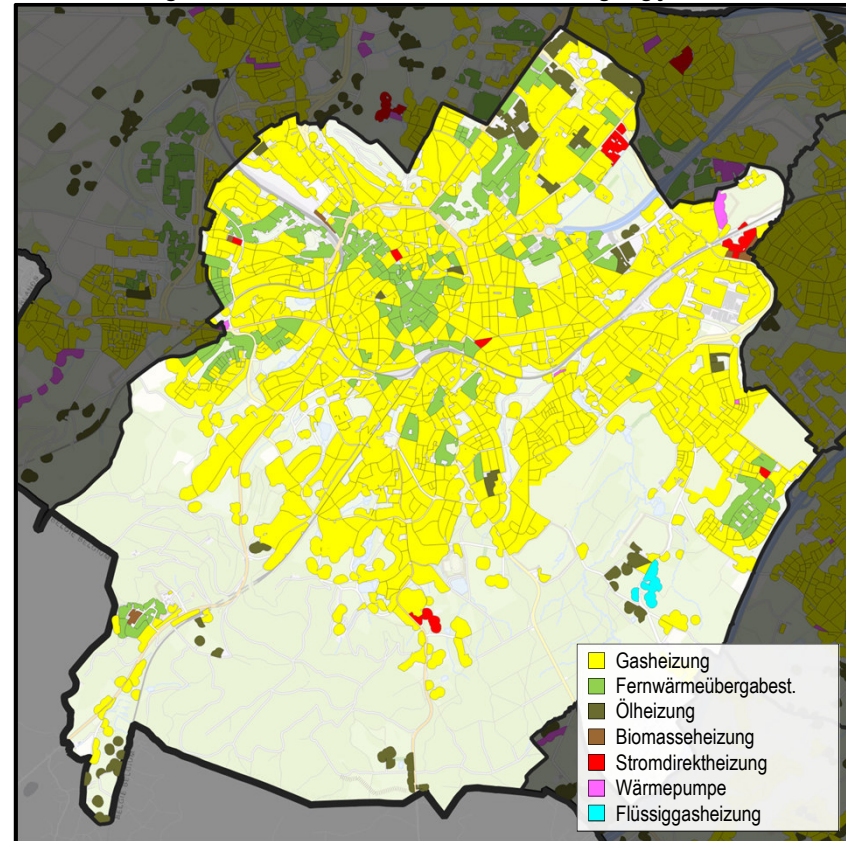 Gasheizung
Fernwärmeübergabest.
Ölheizung
Biomasseheizung
Stromdirektheizung
Wärmepumpe
Flüssiggasheizung